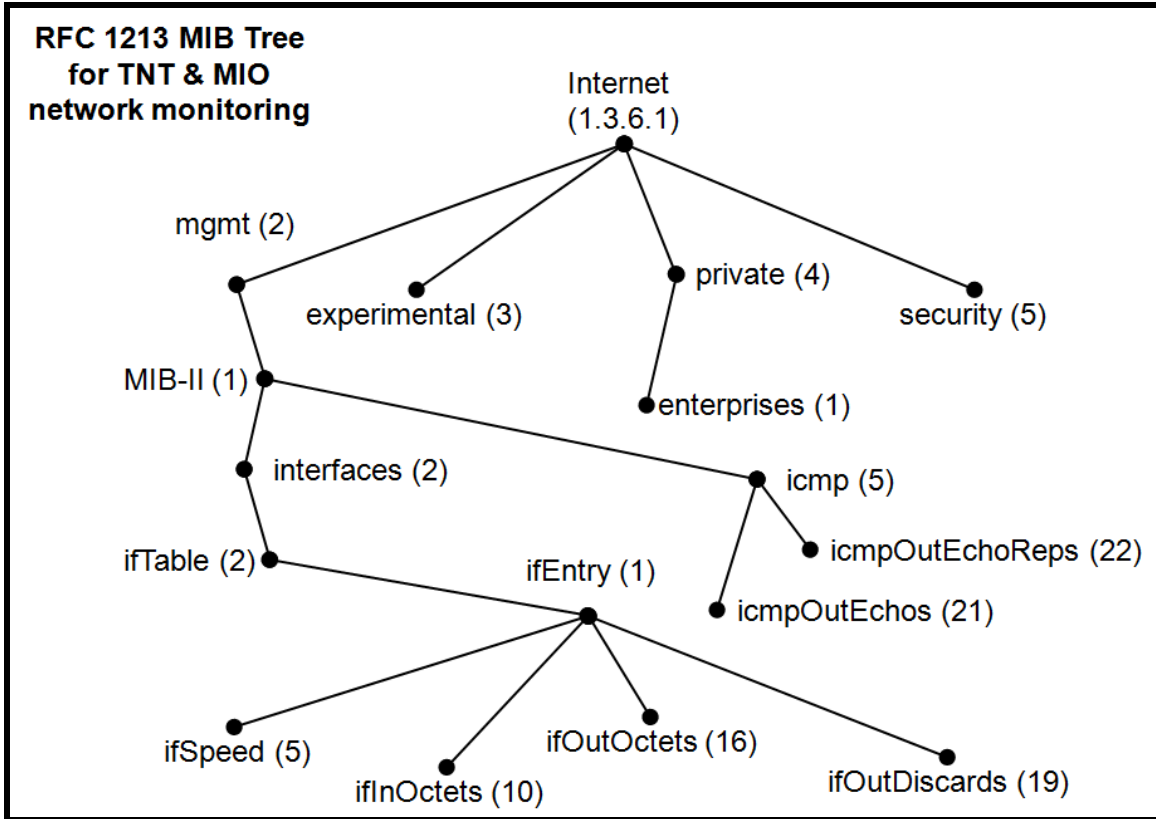 RFC 1213 MIB Tree
for TNT & MIO
network monitoring
Internet
(1.3.6.1)
mgmt (2)
experimental (3)
private (4)
security (5)
MIB-II (1)
enterprises (1)
interfaces (2)
icmp (5)
ifTable (2)
ifEntry (1)
icmpOutEchoReps (22)
icmpOutEchos (21)
ifSpeed (5)
ifInOctets (10)
ifOutOctets (16)
ifOutDiscards (19)